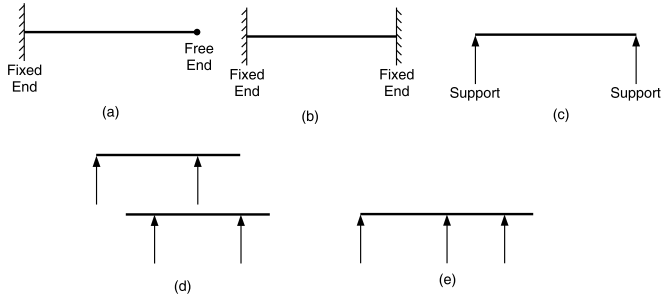 Fixed
End
Free
End
(a)
Fixed
End
Fixed
End
(b)
Support
Support
(c)
(d)
(e)